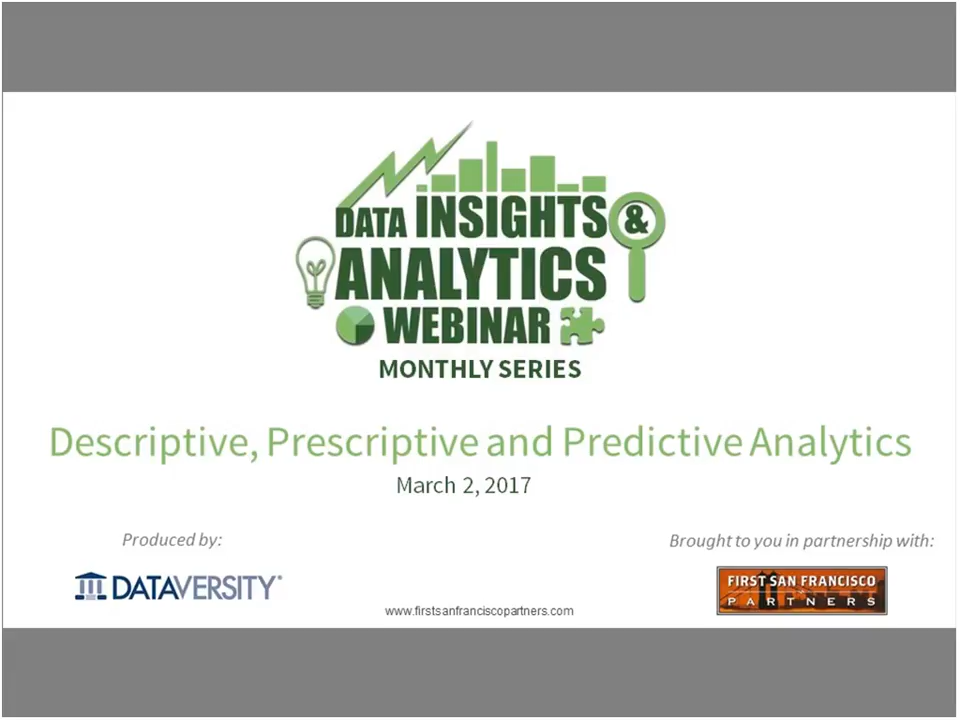 DATA INSIGHTS &
ANALYTICS
WEBINAR
MONTHLY SERIES
Descriptive, Prescriptive and Predictive Analytics
March 2, 2017
Produced by:
Brought to you in partnership with:
DATAVERSITY®
FIRST SAN FRANCISCO
PARTNERS
www.firstsanfranciscopartners.com